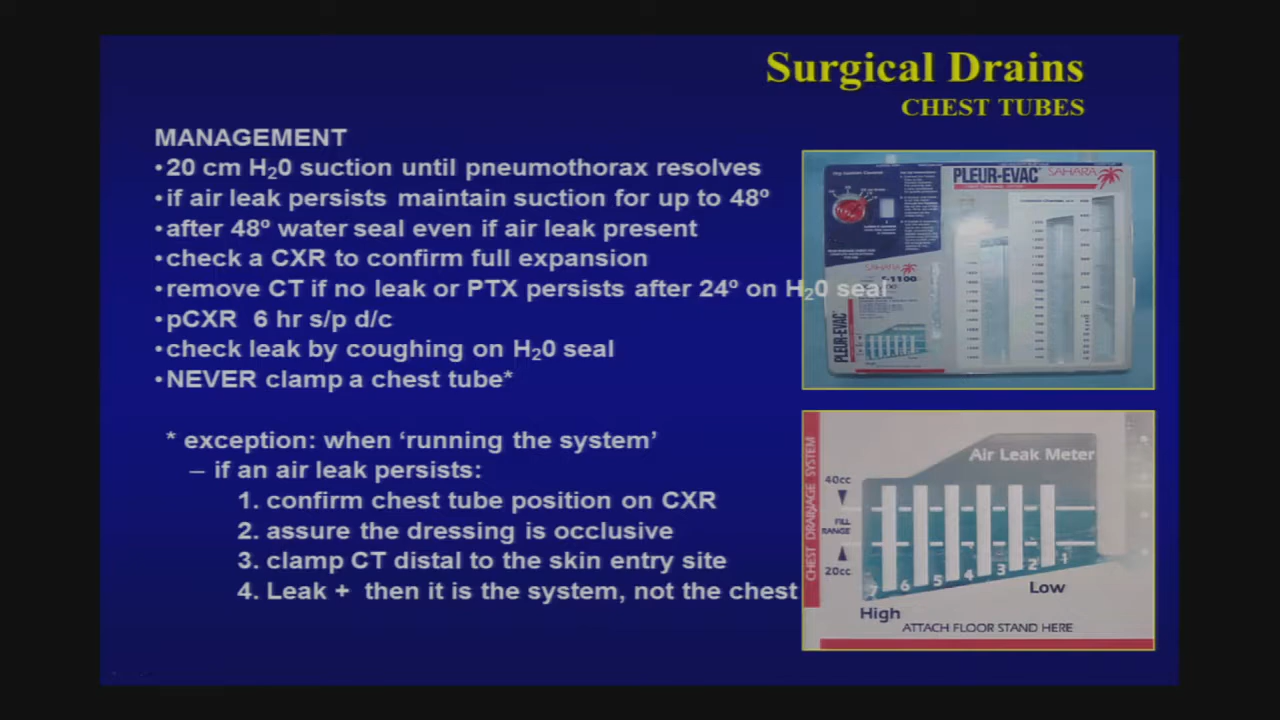 Surgical Drains
CHEST TUBES
MANAGEMENT
•20 cm H20 suction until pneumothorax resolves
•if air leak persists maintain suction for up to 48º
•after 48º water seal even if air leak present
•check a CXR to confirm full expansion
•remove CT if no leak or PTX persists after 24º on H20 seal
•pCXR 6 hr s/p d/c
•check leak by coughing on H20 seal
•NEVER clamp a chest tube*
* exception: when ‘running the system’
– if an air leak persists:
1. confirm chest tube position on CXR
2. assure the dressing is occlusive
3. clamp CT distal to the skin entry site
4. Leak + then it is the system, not the chest
PLEUR-EVAC
SAHARA
SAHARA
PLEUR-EVAC
CHEST DRAINAGE SYSTEM
Air Leak Meter
40cc
FILL
RANGE
20cc
7 6 5 4 3 2 1
High
Low
ATTACH FLOOR STAND HERE